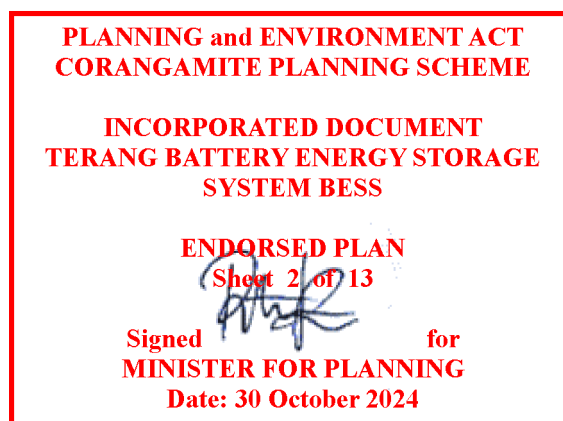 PLANNING and ENVIRONMENT ACT
CORANGAMITE PLANNING SCHEME
INCORPORATED DOCUMENT
TERANG BATTERY ENERGY STORAGE
SYSTEM BESS
ENDORSED PLAN
Sheet 2 of 13
Signed for
MINISTER FOR PLANNING
Date: 30 October 2024